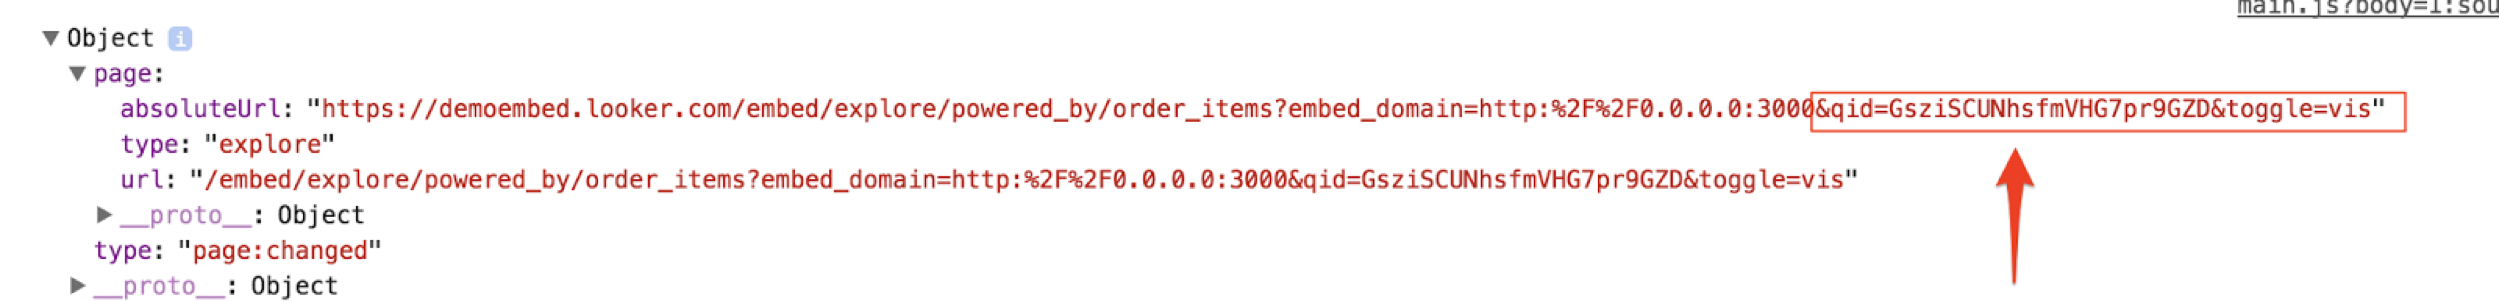 main.js?body=1:sou
▼ Object i
▼ page:
absoluteUrl: "https://demoembed.looker.com/embed/explore/powered_by/order_items?embed_domain=http:%2F%2F0.0.0.0:3000&qid=GsziSCUNhsfmVHG7pr9GZD&toggle=vis"
type: "explore"
url: "/embed/explore/powered_by/order_items?embed_domain=http:%2F%2F0.0.0.0:3000&qid=GsziSCUNhsfmVHG7pr9GZD&toggle=vis"
▶ __proto__: Object
type: "page:changed"
▶ __proto__: Object